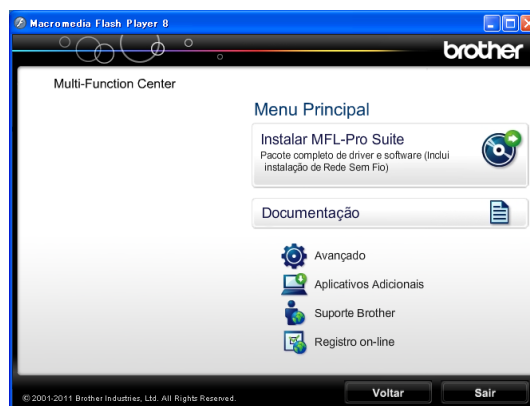 Macromedia Flash Player 8
brother
Multi-Function Center
Menu Principal
Instalar MFL-Pro Suite
Pacote completo de driver e software (Inclui
instalação de Rede Sem Fio)
Documentação
Avançado
Aplicativos Adicionais
Suporte Brother
Registro on-line
© 2001-2011 Brother Industries, Ltd. All Rights Reserved.
Voltar
Sair